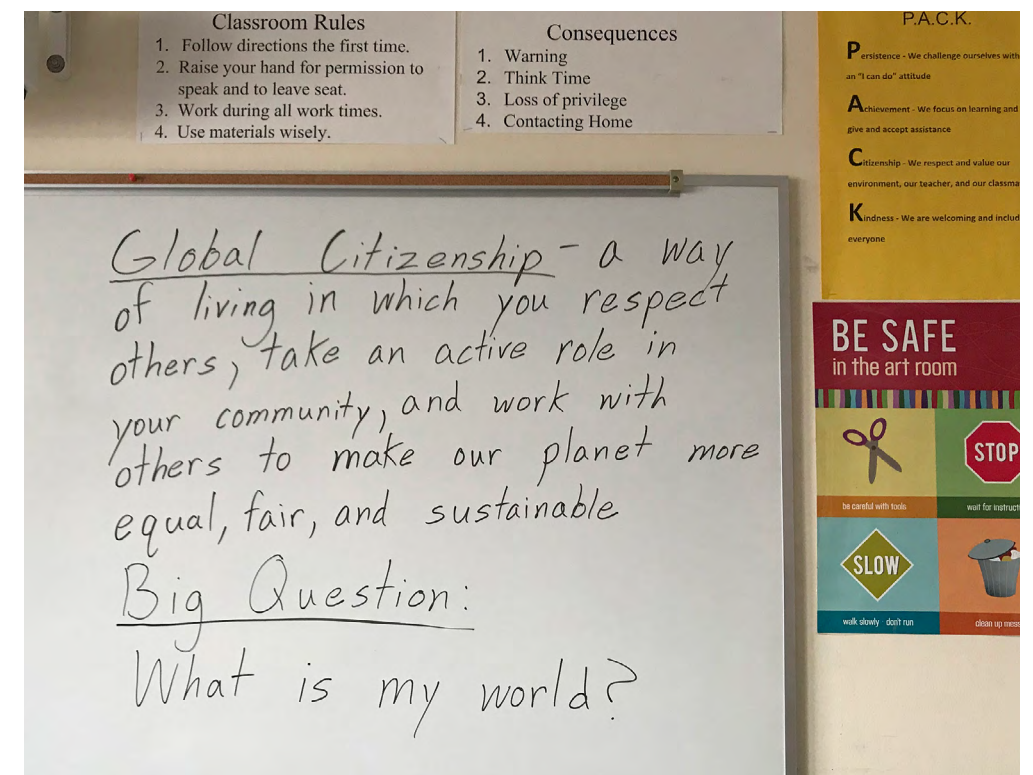 Classroom Rules
1. Follow directions the first time.
2. Raise your hand for permission to
speak and to leave seat.
3. Work during all work times.
4. Use materials wisely.
Consequences
1. Warning
2. Think Time
3. Loss of privilege
4. Contacting Home
P.A.C.K.
Persistence - We challenge ourselves with
an "I can do" attitude
Achievement - We focus on learning and
give and accept assistance
Citizenship - We respect and value our
environment, our teacher, and our classma
Kindness - We are welcoming and includ
everyone
Global Citizenship - a way
of living in which you respect
others, take an active role in
your community, and work with
others to make our planet more
equal, fair, and sustainable
Big Question:
What is my world?
BE SAFE
in the art room
STOP
be careful with tools
wait for instruct
SLOW
walk slowly - don't run
clean up mess